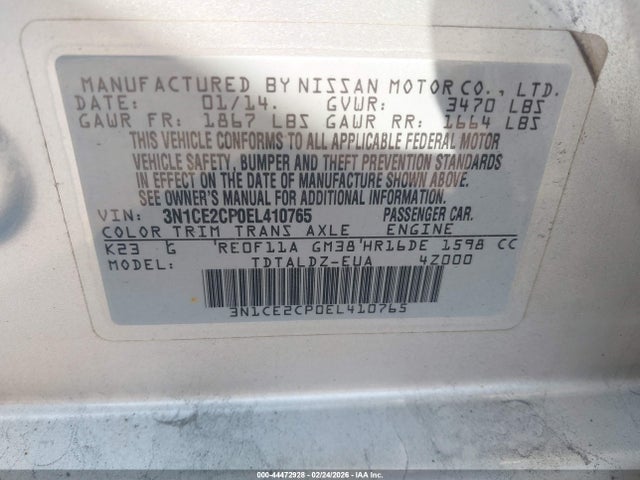 MANUFACTURED BY NISSAN MOTOR CO., LTD.
DATE: 01/14. GVWR: 3470 LBS
GAWR FR: 1867 LBS GAWR RR: 1664 LBS
THIS VEHICLE CONFORMS TO ALL APPLICABLE FEDERAL MOTOR
VEHICLE SAFETY, BUMPER AND THEFT PREVENTION STANDARDS
IN EFFECT ON THE DATE OF MANUFACTURE SHOWN ABOVE.
SEE OWNER'S MANUAL FOR ADDITIONAL INFORMATION.
VIN: 3N1CE2CP0EL410765 PASSENGER CAR.
COLOR TRIM TRANS AXLE ENGINE
K23 G RE0F11A GM38 HR16DE 1598 CC
MODEL: TDTALDZ-EUA 4Z000
3N1CE2CP0EL410765
000-44472928 - 02/24/2026 - IAAI.COM